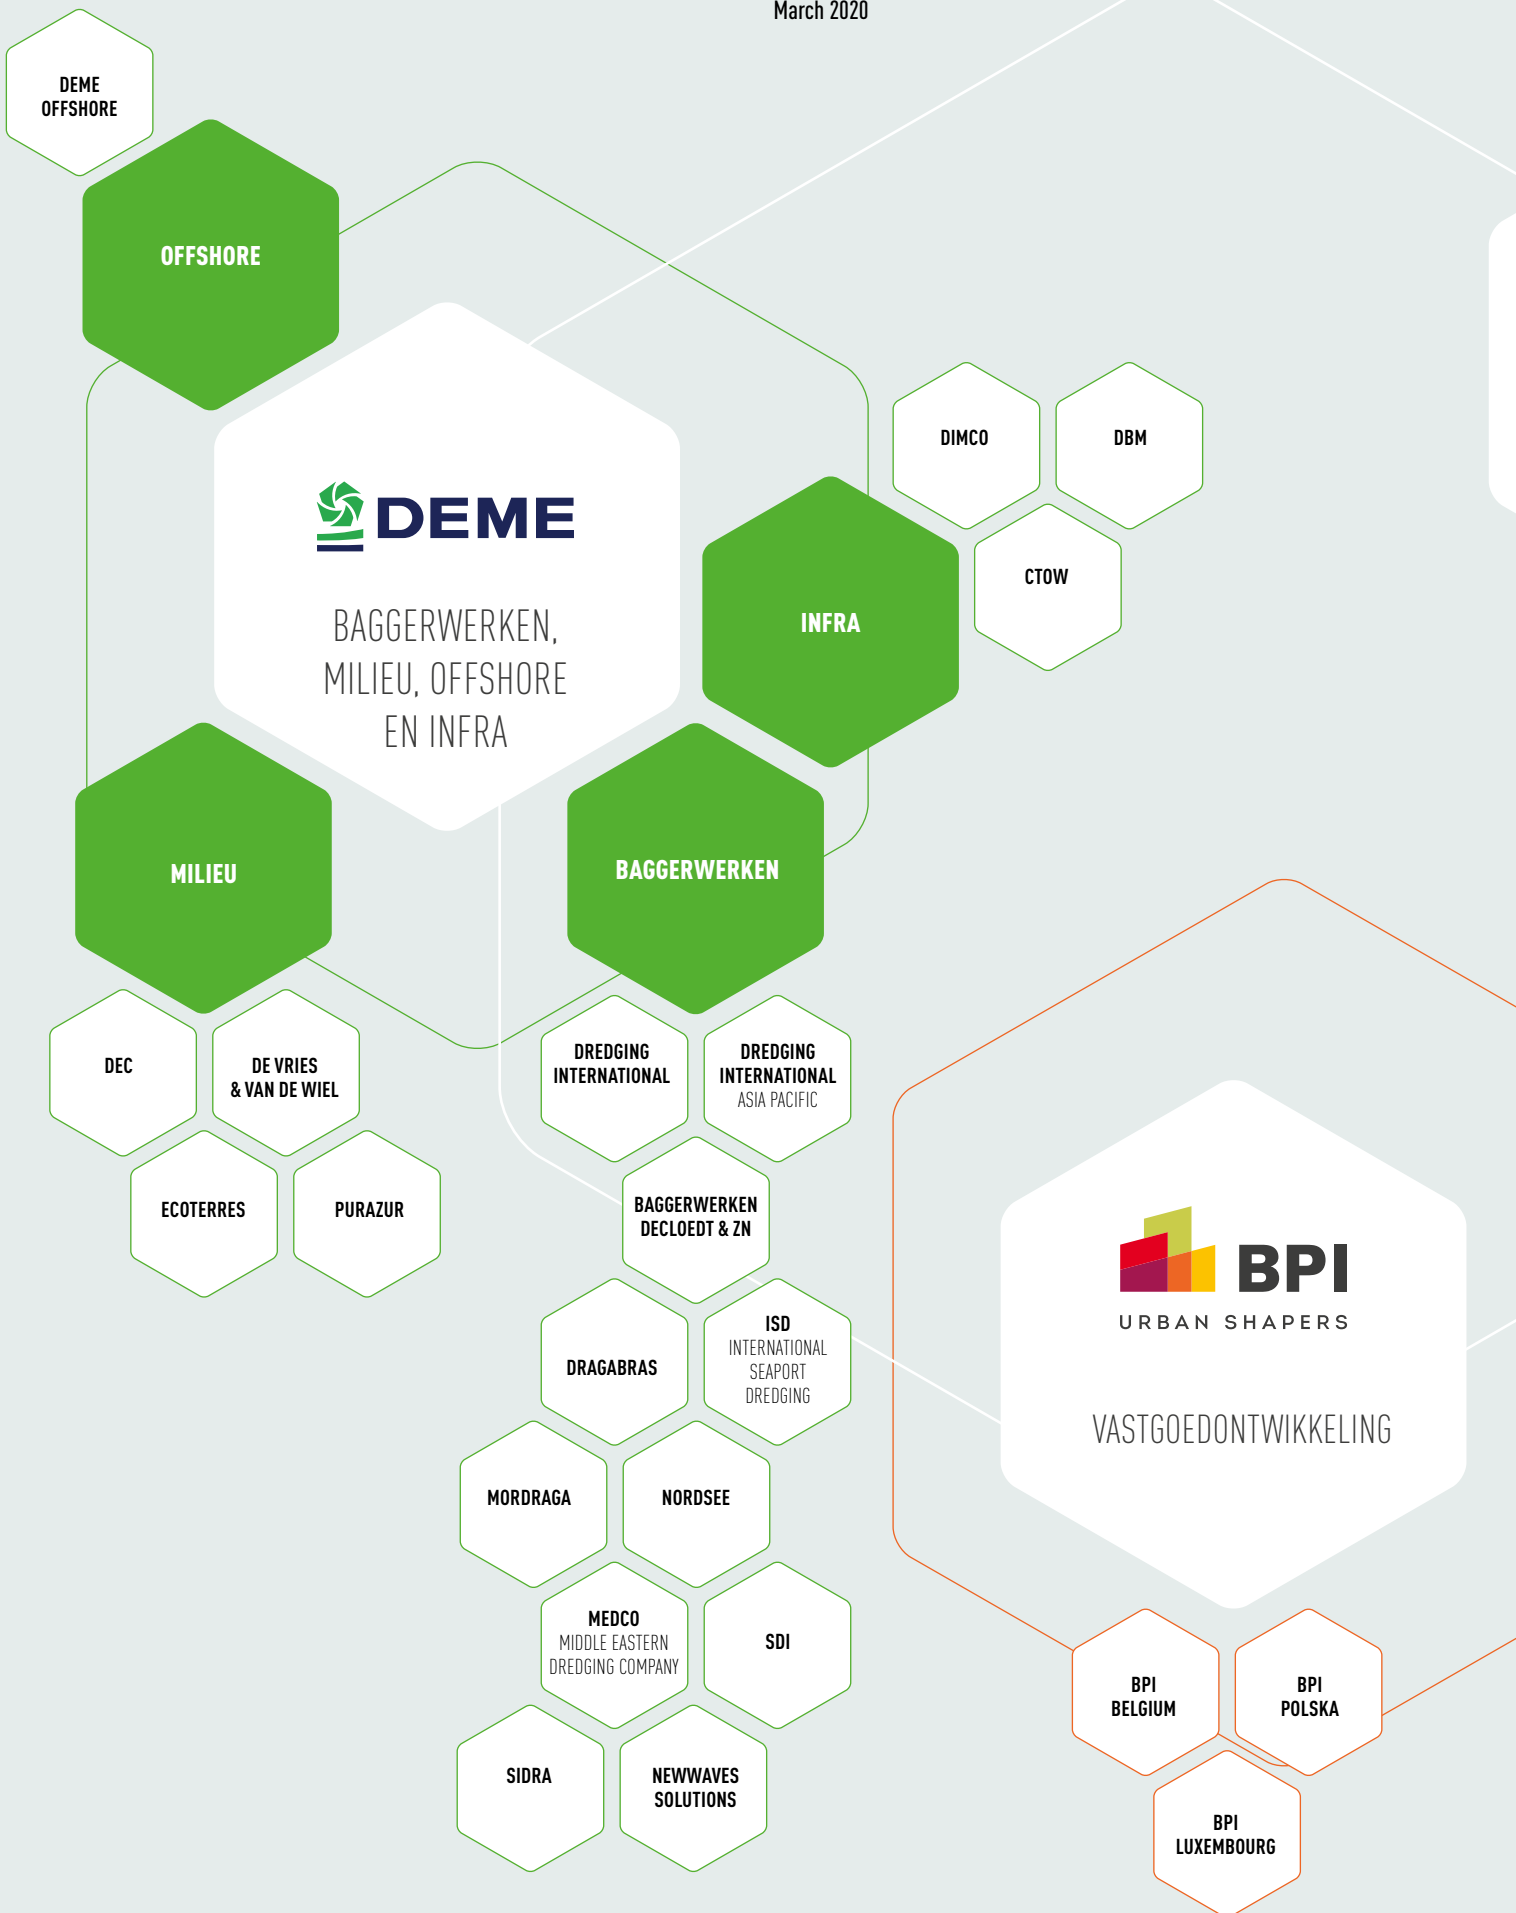 March 2020
DEME
OFFSHORE
OFFSHORE
DEME
BAGGERWERKEN,
MILIEU, OFFSHORE
EN INFRA
DIMCO
DBM
CTOW
INFRA
MILIEU
BAGGERWERKEN
DEC
DE VRIES
& VAN DE WIEL
ECOTERRES
PURAZUR
DREDGING
INTERNATIONAL
DREDGING
INTERNATIONAL
ASIA PACIFIC
BAGGERWERKEN
DECLOEDT & ZN
DRAGABRAS
ISD
INTERNATIONAL
SEAPORT
DREDGING
MORDRAGA
NORDSEE
MEDCO
MIDDLE EASTERN
DREDGING COMPANY
SDI
SIDRA
NEWWAVES
SOLUTIONS
BPI
URBAN SHAPERS
VASTGOEDONTWIKKELING
BPI
BELGIUM
BPI
POLSKA
BPI
LUXEMBOURG